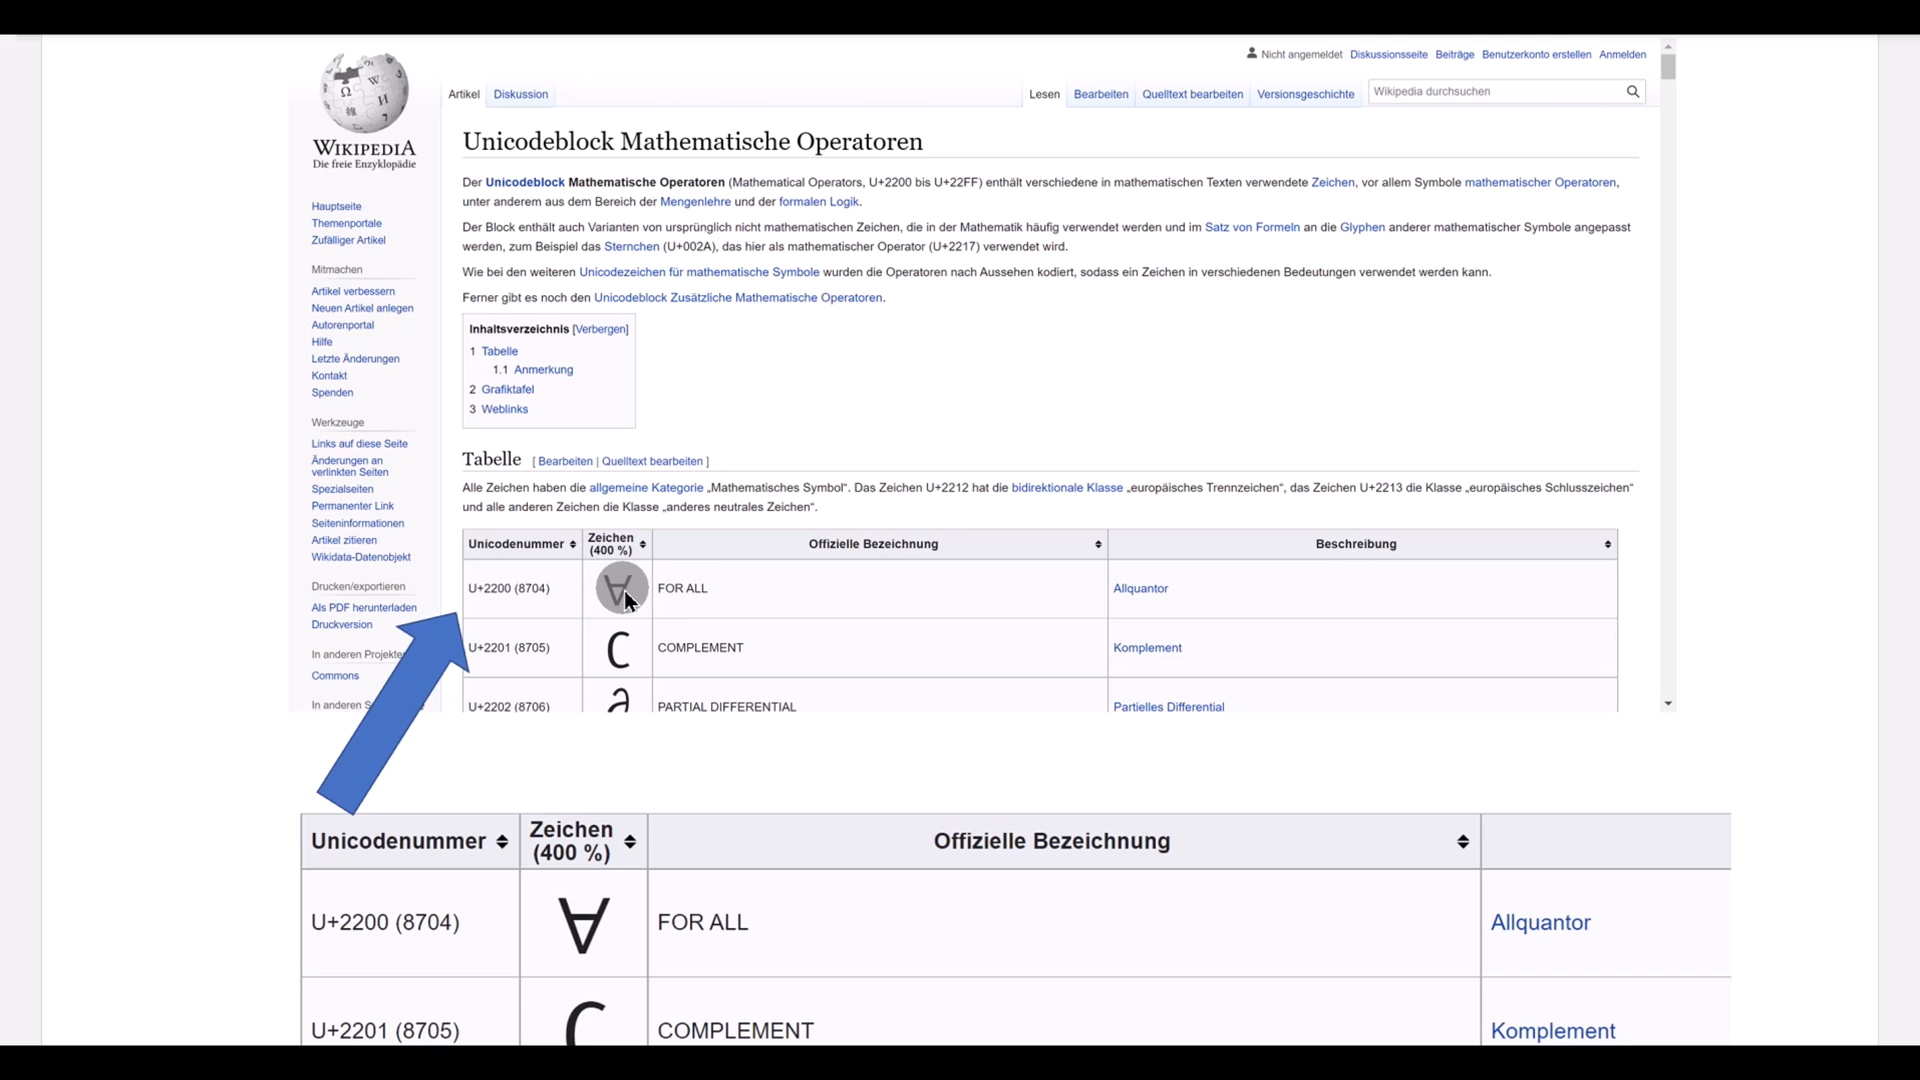 Nicht angemeldet Diskussionsseite Beiträge Benutzerkonto erstellen Anmelden
Artikel Diskussion Lesen Bearbeiten Quelltext bearbeiten Versionsgeschichte Wikipedia durchsuchen
WIKIPEDIA
Die freie Enzyklopädie
Hauptseite
Themenportale
Zufälliger Artikel
Mitmachen
Artikel verbessern
Neuen Artikel anlegen
Autorenportal
Hilfe
Letzte Änderungen
Kontakt
Spenden
Werkzeuge
Links auf diese Seite
Änderungen an
verlinkten Seiten
Spezialseiten
Permanenter Link
Seiteninformationen
Artikel zitieren
Wikidata-Datenobjekt
Drucken/exportieren
Als PDF herunterladen
Druckversion
In anderen Projekte
Commons
In anderen S
Unicodeblock Mathematische Operatoren
Der Unicodeblock Mathematische Operatoren (Mathematical Operators, U+2200 bis U+22FF) enthält verschiedene in mathematischen Texten verwendete Zeichen, vor allem Symbole mathematischer Operatoren,
unter anderem aus dem Bereich der Mengenlehre und der formalen Logik.
Der Block enthält auch Varianten von ursprünglich nicht mathematischen Zeichen, die in der Mathematik häufig verwendet werden und im Satz von Formeln an die Glyphen anderer mathematischer Symbole angepasst
werden, zum Beispiel das Sternchen (U+002A), das hier als mathematischer Operator (U+2217) verwendet wird.
Wie bei den weiteren Unicodezeichen für mathematische Symbole wurden die Operatoren nach Aussehen kodiert, sodass ein Zeichen in verschiedenen Bedeutungen verwendet werden kann.
Ferner gibt es noch den Unicodeblock Zusätzliche Mathematische Operatoren.
Inhaltsverzeichnis [Verbergen]
1 Tabelle
1.1 Anmerkung
2 Grafiktafel
3 Weblinks
Tabelle [ Bearbeiten | Quelltext bearbeiten ]
Alle Zeichen haben die allgemeine Kategorie „Mathematisches Symbol“. Das Zeichen U+2212 hat die bidirektionale Klasse „europäisches Trennzeichen“, das Zeichen U+2213 die Klasse „europäisches Schlusszeichen“
und alle anderen Zeichen die Klasse „anderes neutrales Zeichen“.
Unicodenummer Zeichen (400 %) Offizielle Bezeichnung Beschreibung
U+2200 (8704) ∀ FOR ALL Allquantor
U+2201 (8705) ∁ COMPLEMENT Komplement
U+2202 (8706) ∂ PARTIAL DIFFERENTIAL Partielles Differential
Unicodenummer Zeichen (400 %) Offizielle Bezeichnung
U+2200 (8704) ∀ FOR ALL Allquantor
U+2201 (8705) ∁ COMPLEMENT Komplement